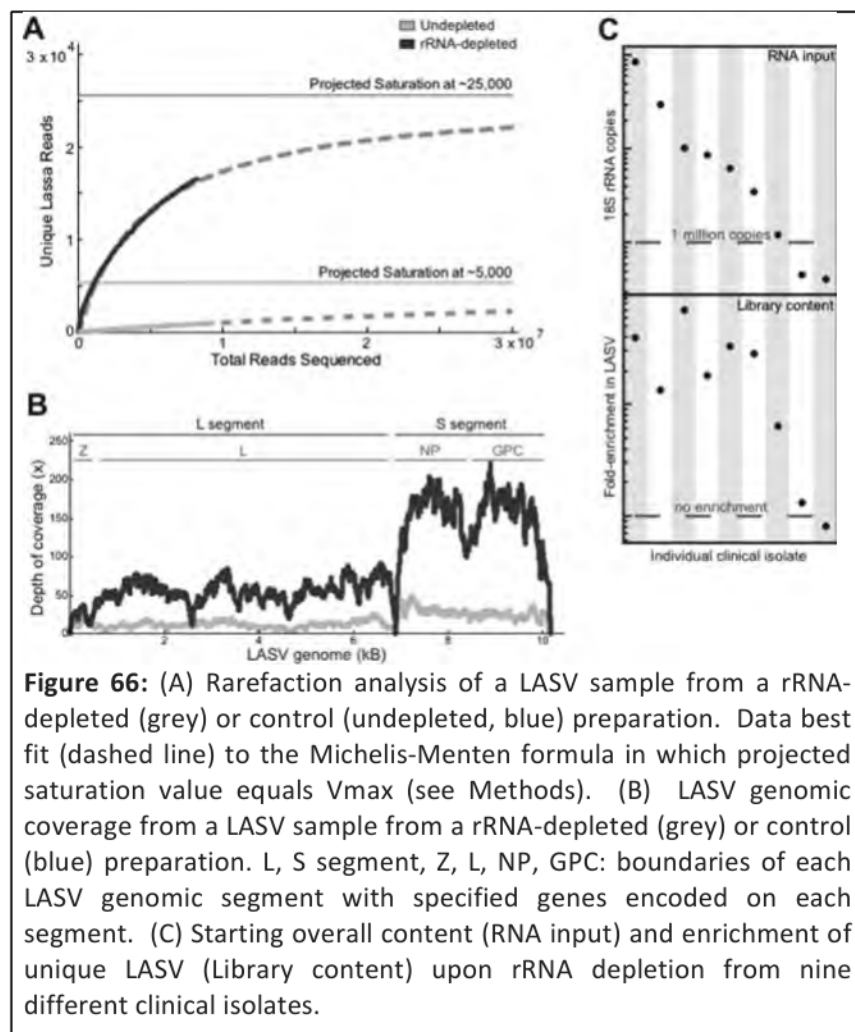 A
Undepleted
rRNA-depleted
3 x 10 4
Projected Saturation at ~25,000
2
Unique Lassa Reads
1
Projected Saturation at ~5,000
0
0
1
2
3 x 10 7
Total Reads Sequenced
B
L segment
S segment
Z
L
NP
GPC
250
200
150
100
50
0
Depth of coverage (x)
2
4
6
8
10
LASV genome (kB)
C
RNA input
18S rRNA copies
1 million copies
Library content
Fold-enrichment in LASV
no enrichment
Individual clinical isolate
Figure 66: (A) Rarefaction analysis of a LASV sample from a rRNA-
depleted (grey) or control (undepleted, blue) preparation. Data best
fit (dashed line) to the Michelis-Menten formula in which projected
saturation value equals Vmax (see Methods). (B) LASV genomic
coverage from a LASV sample from a rRNA-depleted (grey) or control
(blue) preparation. L, S segment, Z, L, NP, GPC: boundaries of each
LASV genomic segment with specified genes encoded on each
segment. (C) Starting overall content (RNA input) and enrichment of
unique LASV (Library content) upon rRNA depletion from nine
different clinical isolates.